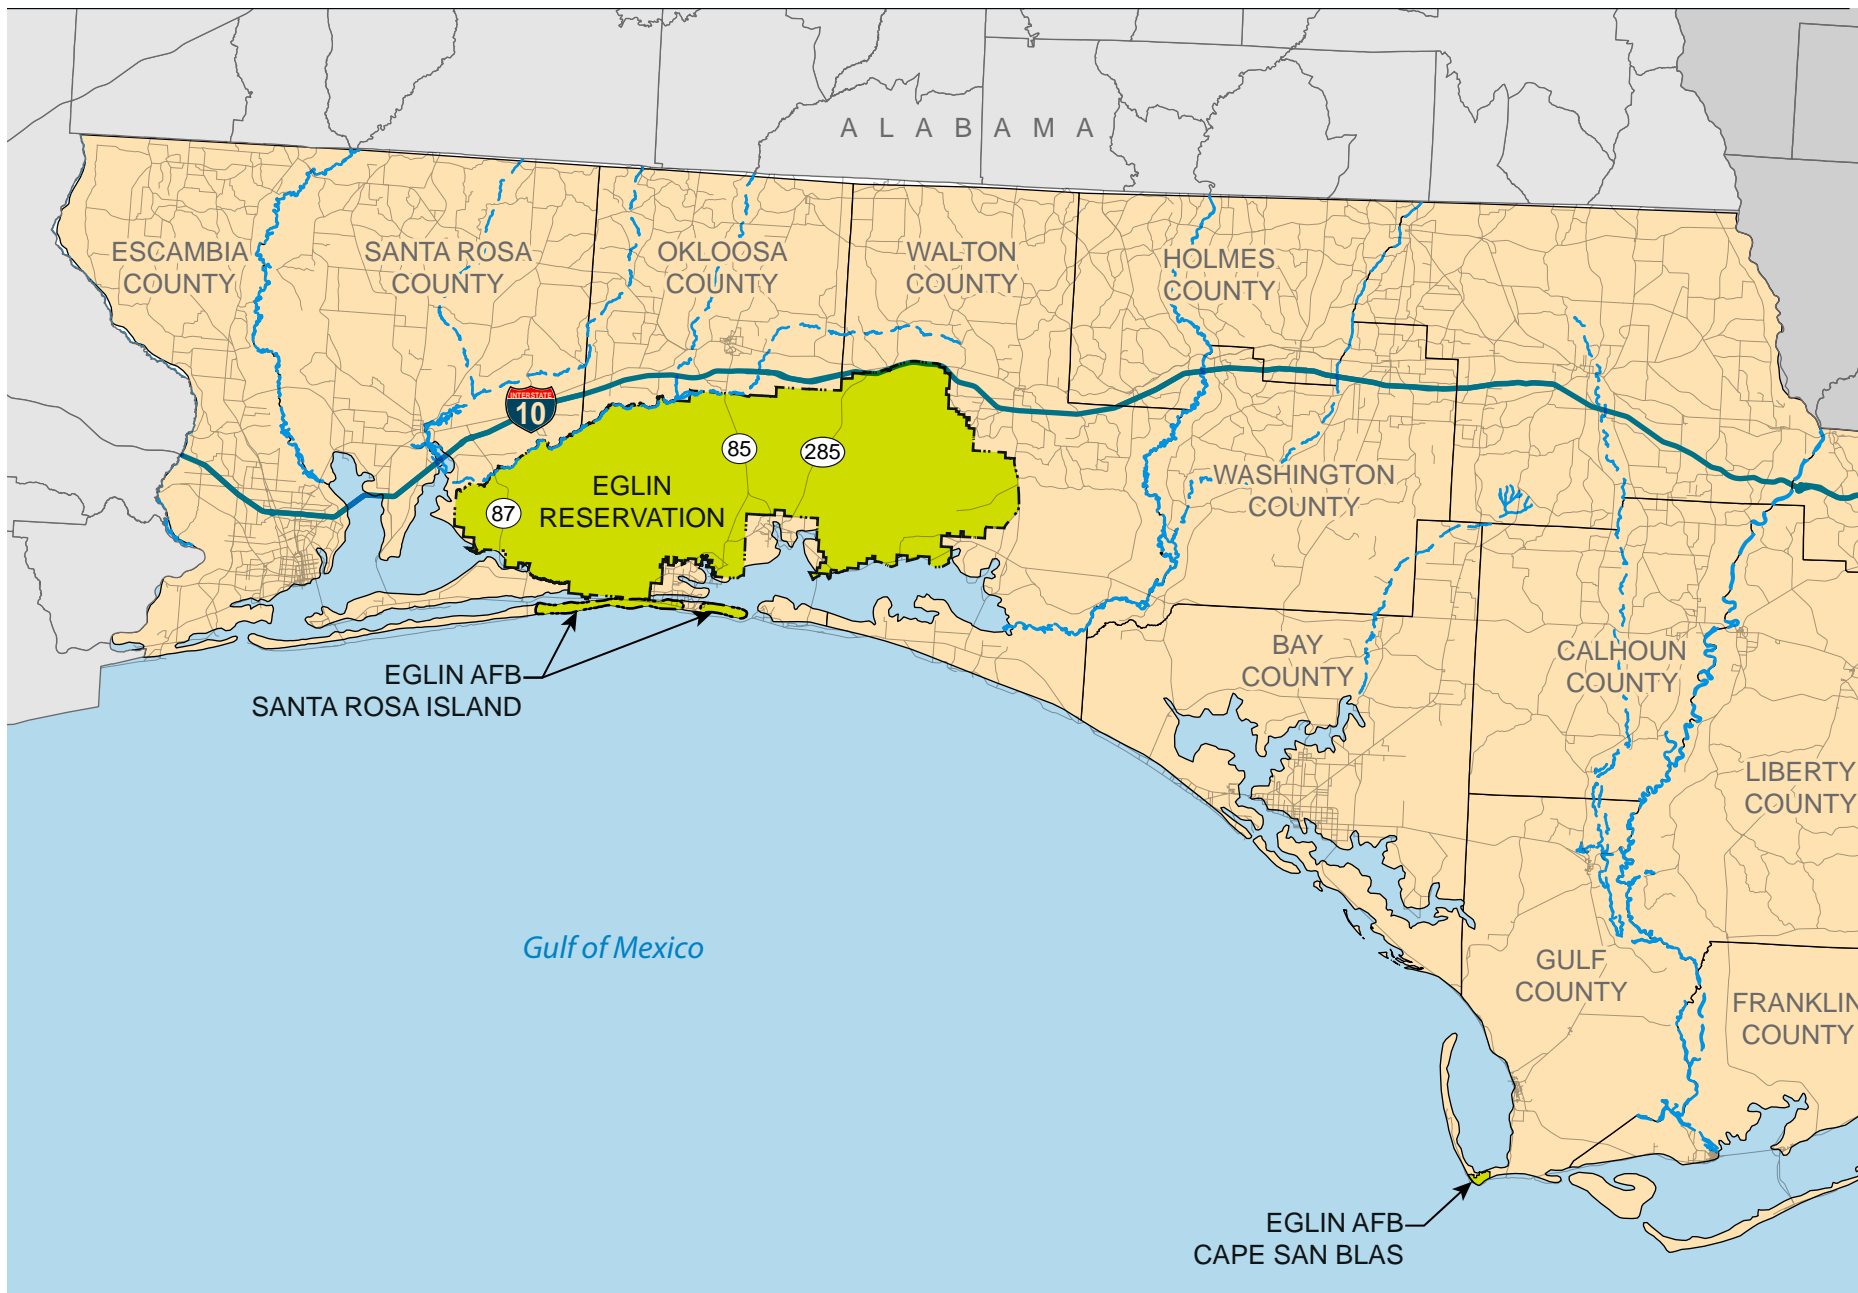 A L A B A M A
ESCAMBIA
COUNTY
SANTA ROSA
COUNTY
OKLOOSA
COUNTY
WALTON
COUNTY
HOLMES
COUNTY
INTERSTATE
10
85
285
87
EGLIN
RESERVATION
WASHINGTON
COUNTY
BAY
COUNTY
CALHOUN
COUNTY
EGLIN AFB
SANTA ROSA ISLAND
LIBERTY
COUNTY
Gulf of Mexico
GULF
COUNTY
FRANKLIN
COUNTY
EGLIN AFB
CAPE SAN BLAS